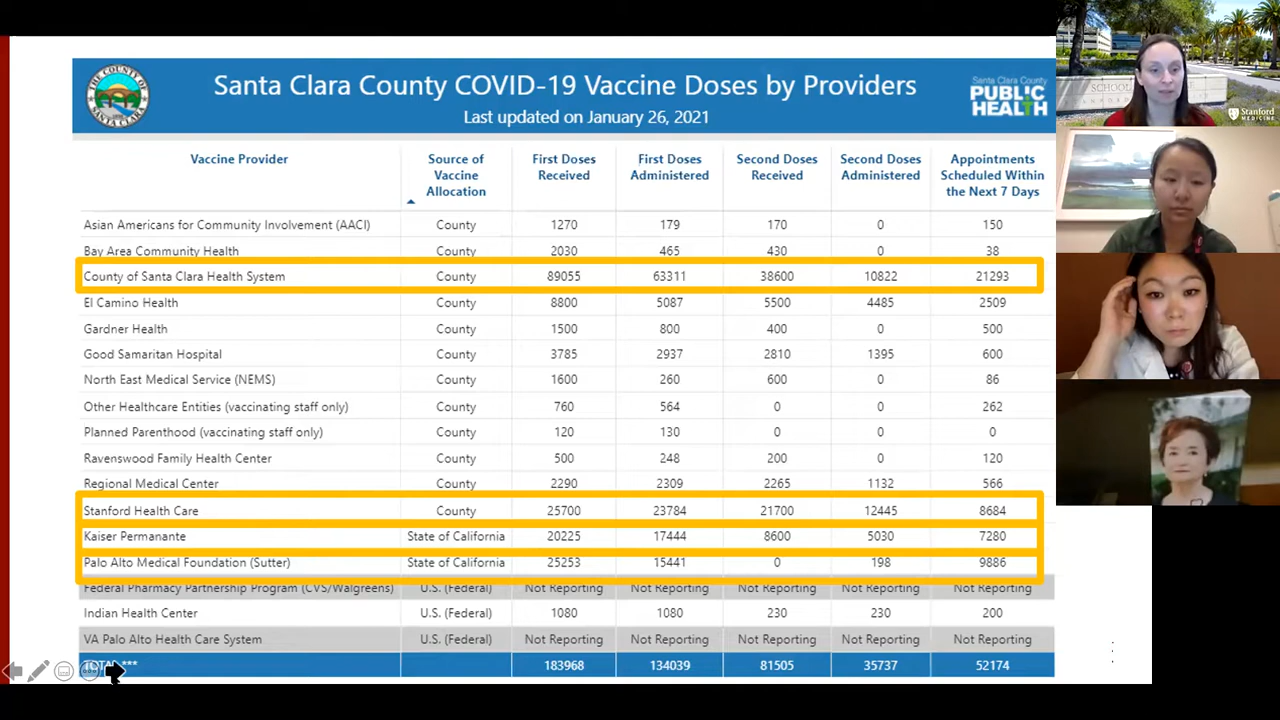 Santa Clara County COVID-19 Vaccine Doses by Providers
Last updated on January 26, 2021
THE COUNTY OF SANTA CLARA
Santa Clara County
PUBLIC
HEALTH
Vaccine Provider Source of Vaccine Allocation First Doses Received First Doses Administered Second Doses Received Second Doses Administered Appointments Scheduled Within the Next 7 Days
Asian Americans for Community Involvement (AACI) County 1270 179 170 0 150
Bay Area Community Health County 2030 465 430 0 38
County of Santa Clara Health System County 89055 63311 38600 10822 21293
El Camino Health County 8800 5087 5500 4485 2509
Gardner Health County 1500 800 400 0 500
Good Samaritan Hospital County 3785 2937 2810 1395 600
North East Medical Service (NEMS) County 1600 260 600 0 86
Other Healthcare Entities (vaccinating staff only) County 760 564 0 0 262
Planned Parenthood (vaccinating staff only) County 120 130 0 0 0
Ravenswood Family Health Center County 500 248 200 0 120
Regional Medical Center County 2290 2309 2265 1132 566
Stanford Health Care County 25700 23784 21700 12445 8684
Kaiser Permanante State of California 20225 17444 8600 5030 7280
Palo Alto Medical Foundation (Sutter) State of California 25253 15441 0 198 9886
Federal Pharmacy Partnership Program (CVS/Walgreens) U.S. (Federal) Not Reporting Not Reporting Not Reporting Not Reporting Not Reporting
Indian Health Center U.S. (Federal) 1080 1080 230 230 200
VA Palo Alto Health Care System U.S. (Federal) Not Reporting Not Reporting Not Reporting Not Reporting Not Reporting
TOTAL *** 183968 134039 81505 35737 52174
SCHOOL
Stanford
MEDICINE